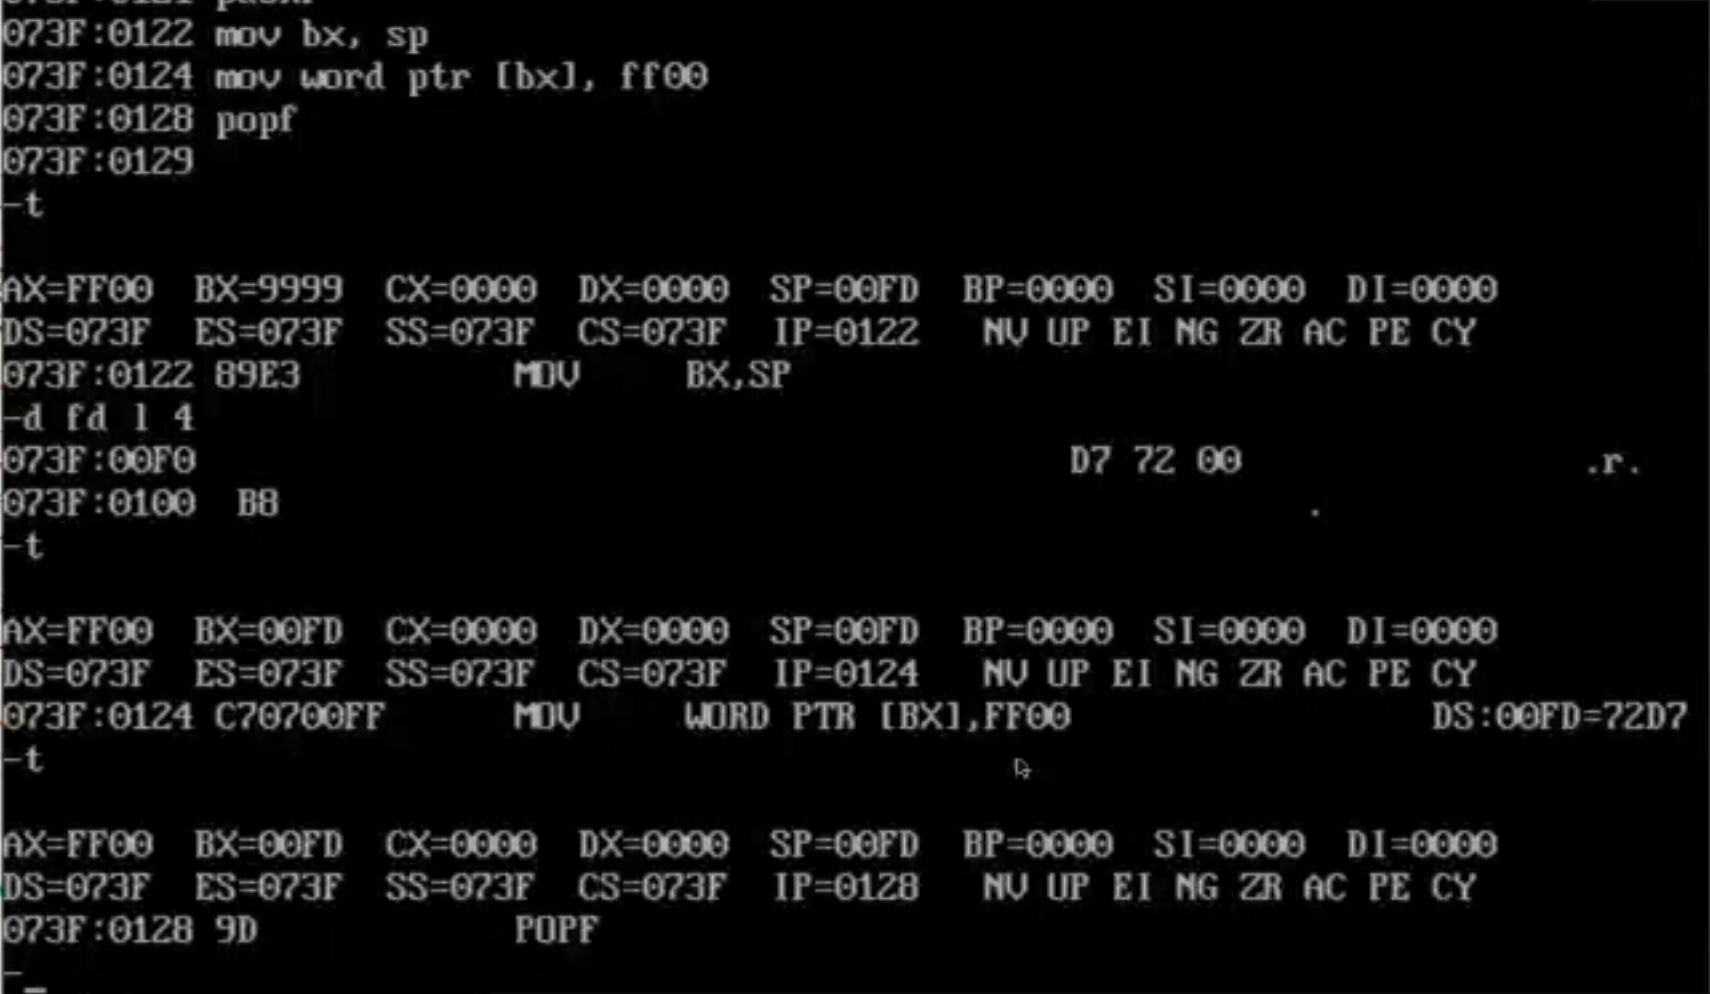 073F:0122 mov bx, sp
073F:0124 mov word ptr [bx], ff00
073F:0128 popf
073F:0129
-t
AX=FF00 BX=9999 CX=0000 DX=0000 SP=00FD BP=0000 SI=0000 DI=0000
DS=073F ES=073F SS=073F CS=073F IP=0122 NV UP EI NG ZR AC PE CY
073F:0122 89E3 MOV BX,SP
-d fd l 4
073F:00F0 D7 72 00 .r.
073F:0100 B8 .
-t
AX=FF00 BX=00FD CX=0000 DX=0000 SP=00FD BP=0000 SI=0000 DI=0000
DS=073F ES=073F SS=073F CS=073F IP=0124 NV UP EI NG ZR AC PE CY
073F:0124 C70700FF MOV WORD PTR [BX],FF00 DS:00FD=72D7
-t
AX=FF00 BX=00FD CX=0000 DX=0000 SP=00FD BP=0000 SI=0000 DI=0000
DS=073F ES=073F SS=073F CS=073F IP=0128 NV UP EI NG ZR AC PE CY
073F:0128 9D POPF
-_